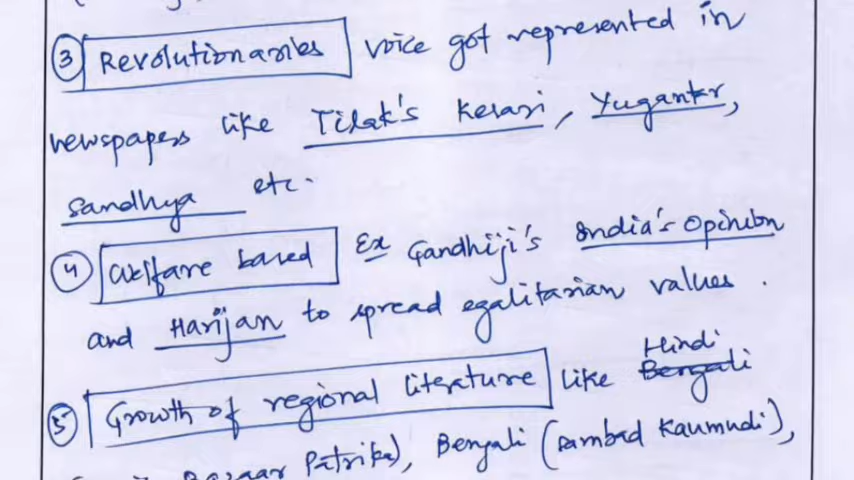 ③ Revolutionaries voice got represented in
newspapers like Tilak's Kesari, Yugantar,
Sandhya etc.
④ Welfare based Ex Gandhiji's India's Opinion
and Harijan to spread egalitarian values.
Hindi
⑤ Growth of regional literature like Bengali
Bazaar Patrika), Bengali (Sambad Kaumudi),